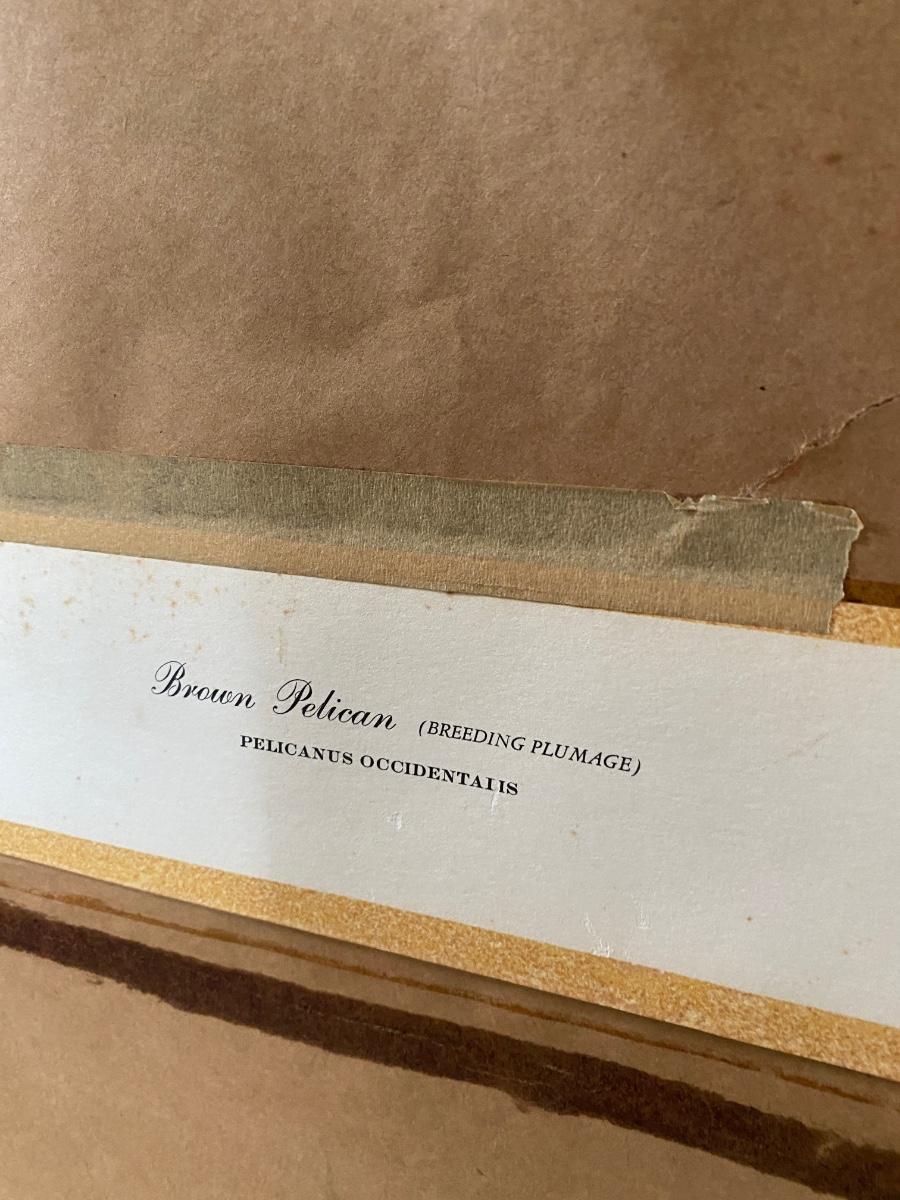 Brown Pelican (BREEDING PLUMAGE)
PELICANUS OCCIDENTALIS